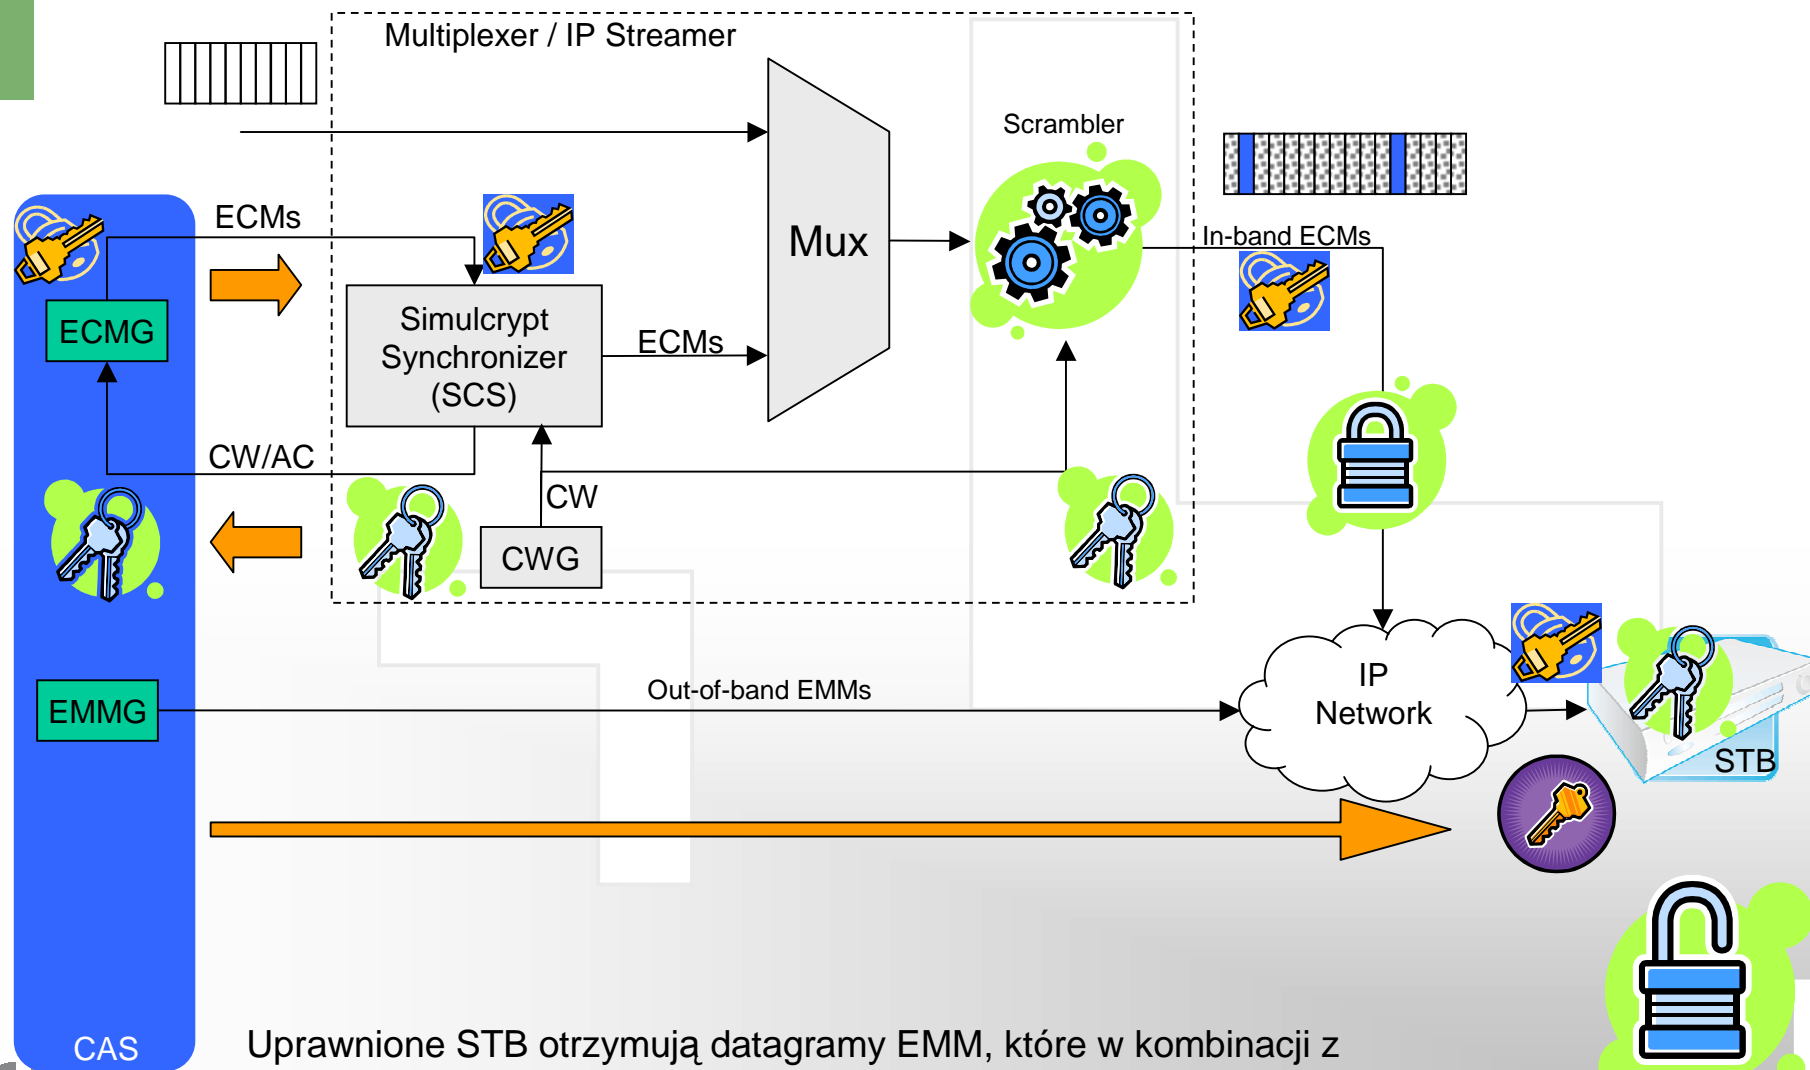 Multiplexer / IP Streamer
Scrambler
ECMs
Mux
In-band ECMs
ECMG
Simulcrypt
Synchronizer
(SCS)
ECMs
CW/AC
CW
CWG
IP
Network
EMMG
Out-of-band EMMs
STB
CAS
Uprawnione STB otrzymują datagramy EMM, które w kombinacji z